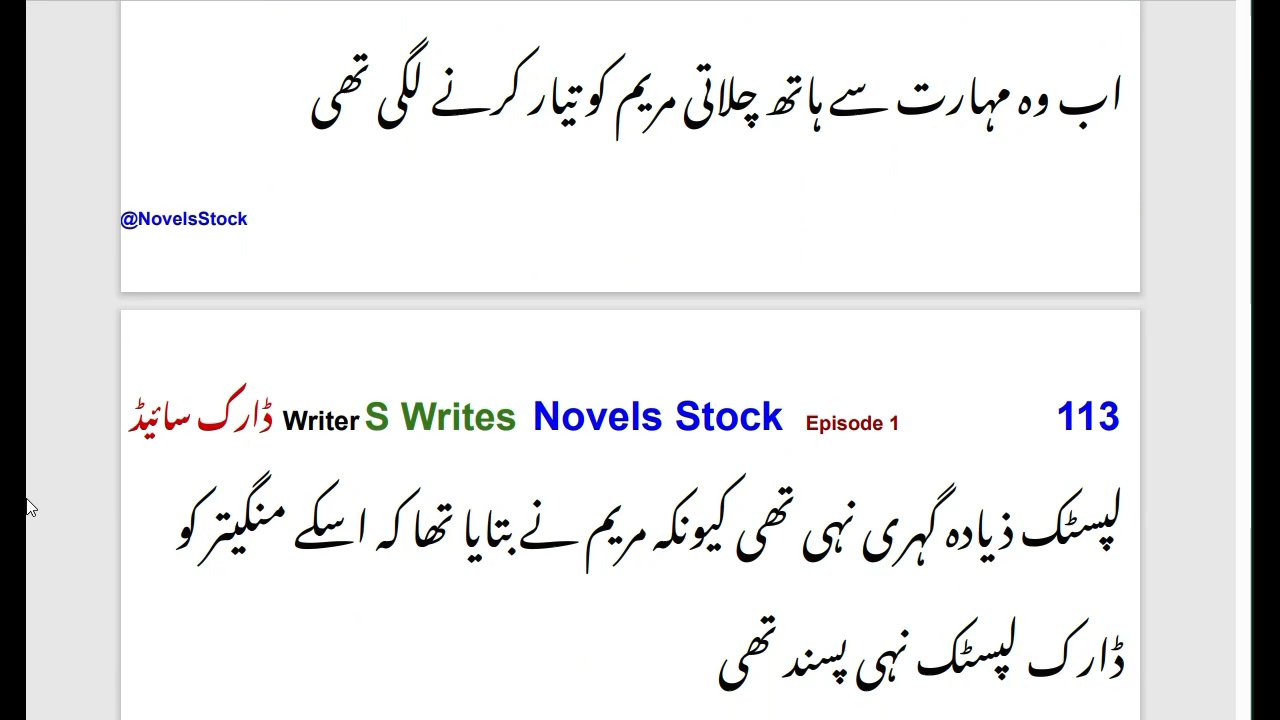 اب وہ مہارت سے ہاتھ چلاتی مریم کو تیار کرنے لگی تھی
@NovelsStock
ڈارک سائیڈ Writer S Writes Novels Stock Episode 1 113
لپسٹک ذیادہ گہری نہی تھی کیونکہ مریم نے بتایا تھا کہ اسکے منگیتر کو
ڈارک لپسٹک نہی پسند تھی